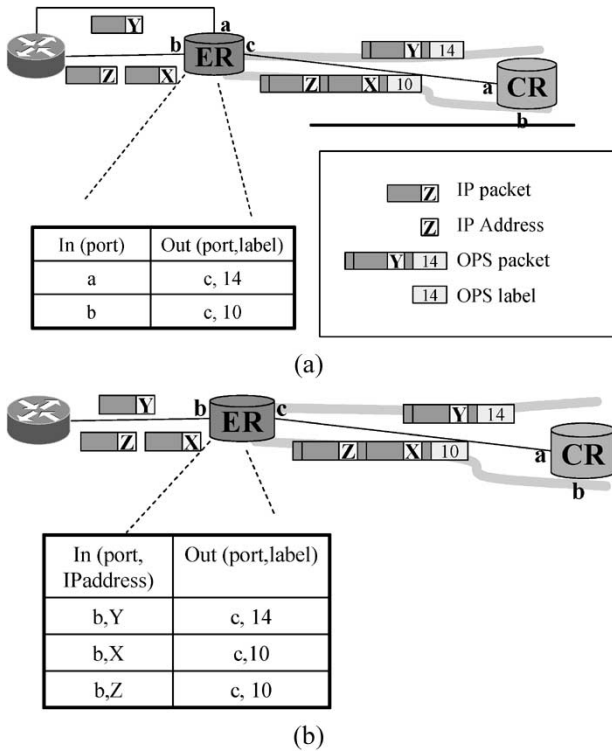 Y
a
b
ER
c
Y 14
Z X
Z X 10
a
CR
b
In (port) Out (port,label)
a c, 14
b c, 10
Z IP packet
Z IP Address
Y 14 OPS packet
14 OPS label
(a)
Y
b
ER
c
Y 14
Z X
Z X 10
a
CR
b
In (port, Out (port,label)
IPaddress)
b,Y c, 14
b,X c,10
b,Z c, 10
(b)